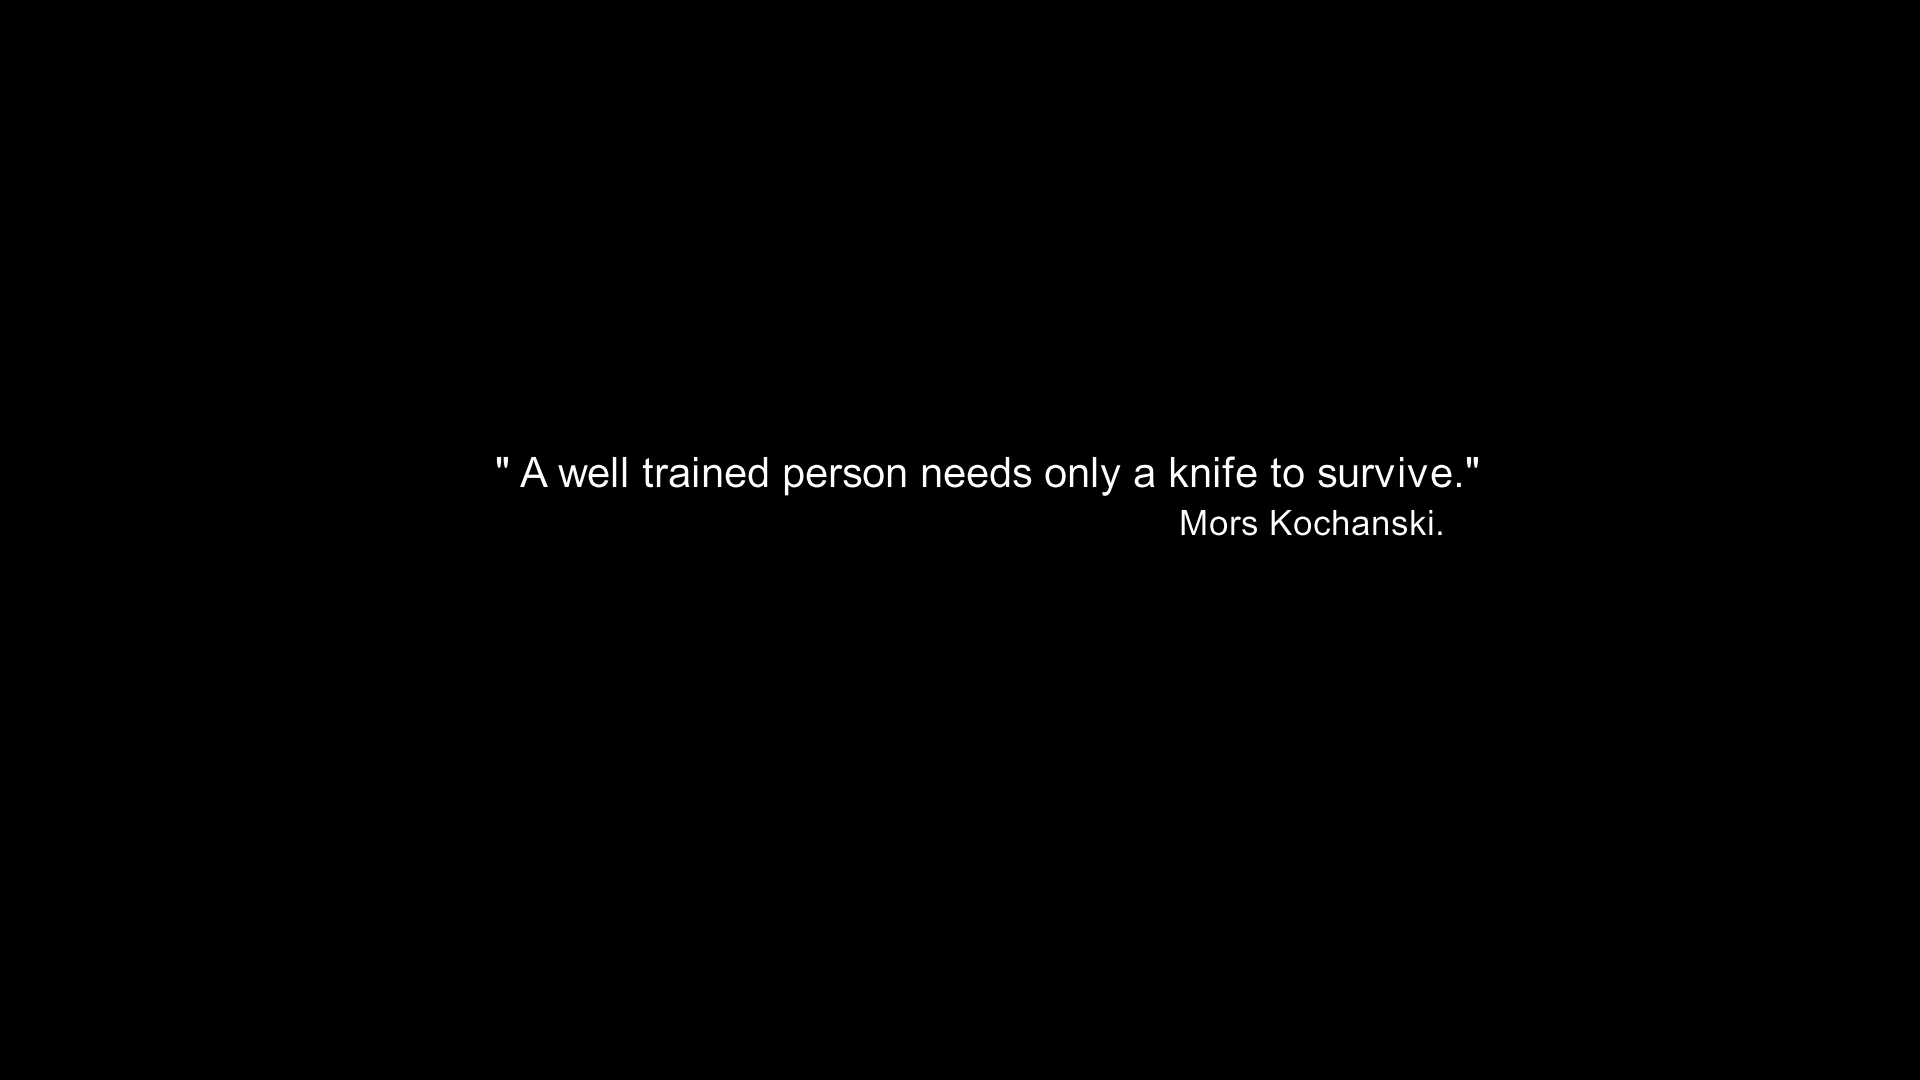 " A well trained person needs only a knife to survive."
Mors Kochanski.